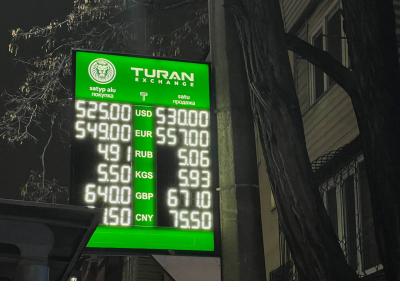 TURAN
EXCHANGE
satyp alu ₸ satu
покупка продажа
525.00 USD 530.00
549.00 EUR 557.00
4.91 RUB 5.06
5.50 KGS 5.93
640.0 GBP 671.0
1.50 CNY 75.50